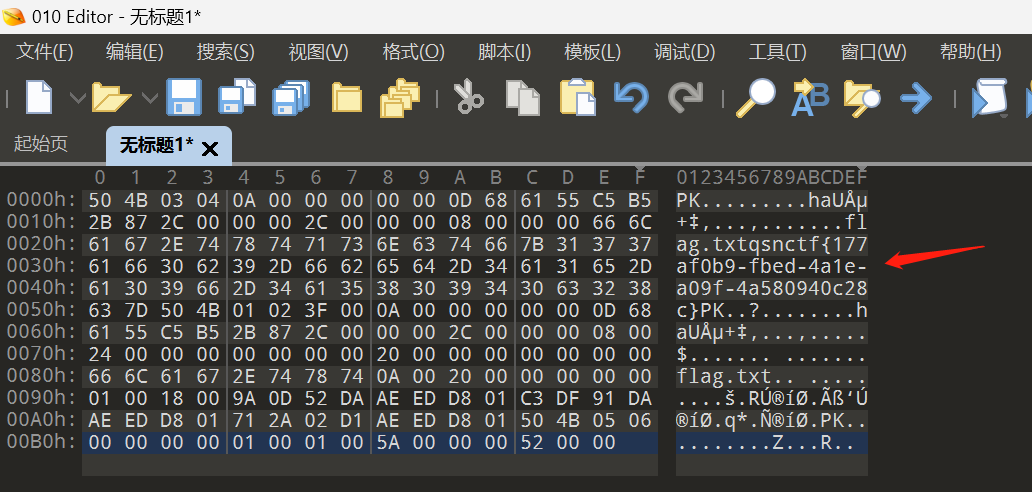 010 Editor - 无标题1*
文件(F) 编辑(E) 搜索(S) 视图(V) 格式(O) 脚本(I) 模板(L) 调试(D) 工具(T) 窗口(W) 帮助(H)
起始页 无标题1*
0 1 2 3 4 5 6 7 8 9 A B C D E F 0123456789ABCDEF
0000h: 50 4B 03 04 0A 00 00 00 00 00 0D 68 61 55 C5 B5 PK.........haUÅµ
0010h: 2B 87 2C 00 00 00 2C 00 00 00 08 00 00 00 66 6C +‡,...,.......fl
0020h: 61 67 2E 74 78 74 71 73 6E 63 74 66 7B 31 37 37 ag.txtqsnctf{177
0030h: 61 66 30 62 39 2D 66 62 65 64 2D 34 61 31 65 2D af0b9-fbed-4a1e-
0040h: 61 30 39 66 2D 34 61 35 38 30 39 34 30 63 32 38 a09f-4a580940c28
0050h: 63 7D 50 4B 01 02 3F 00 0A 00 00 00 00 00 0D 68 c}PK..?........h
0060h: 61 55 C5 B5 2B 87 2C 00 00 00 2C 00 00 00 08 00 aUÅµ+‡,...,.....
0070h: 24 00 00 00 00 00 00 00 20 00 00 00 00 00 00 00 $....... .......
0080h: 66 6C 61 67 2E 74 78 74 0A 00 20 00 00 00 00 00 flag.txt.. .....
0090h: 01 00 18 00 9A 0D 52 DA AE ED D8 01 C3 DF 91 DA ....š.RÚ®íØ.Ãß‘Ú
00A0h: AE ED D8 01 71 2A 02 D1 AE ED D8 01 50 4B 05 06 ®íØ.q*.Ñ®íØ.PK..
00B0h: 00 00 00 00 01 00 01 00 5A 00 00 00 52 00 00 ........Z...R..